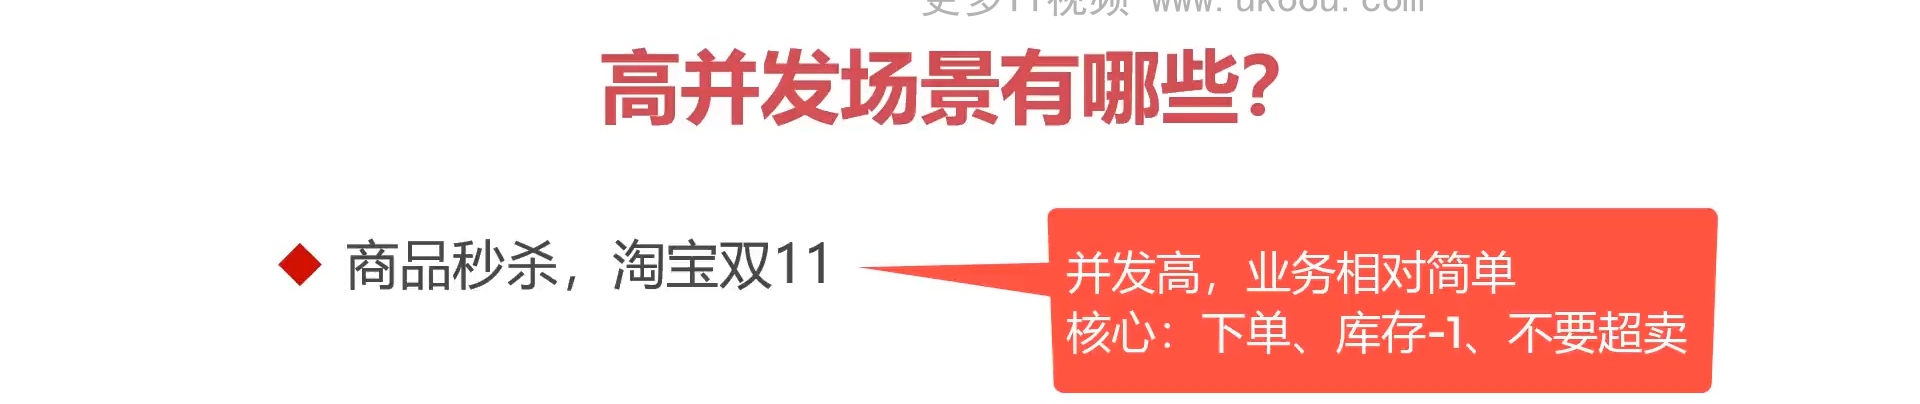 更多IT视频 www.ukoou.com
高并发场景有哪些?
商品秒杀，淘宝双11
并发高，业务相对简单
核心：下单、库存-1、不要超卖